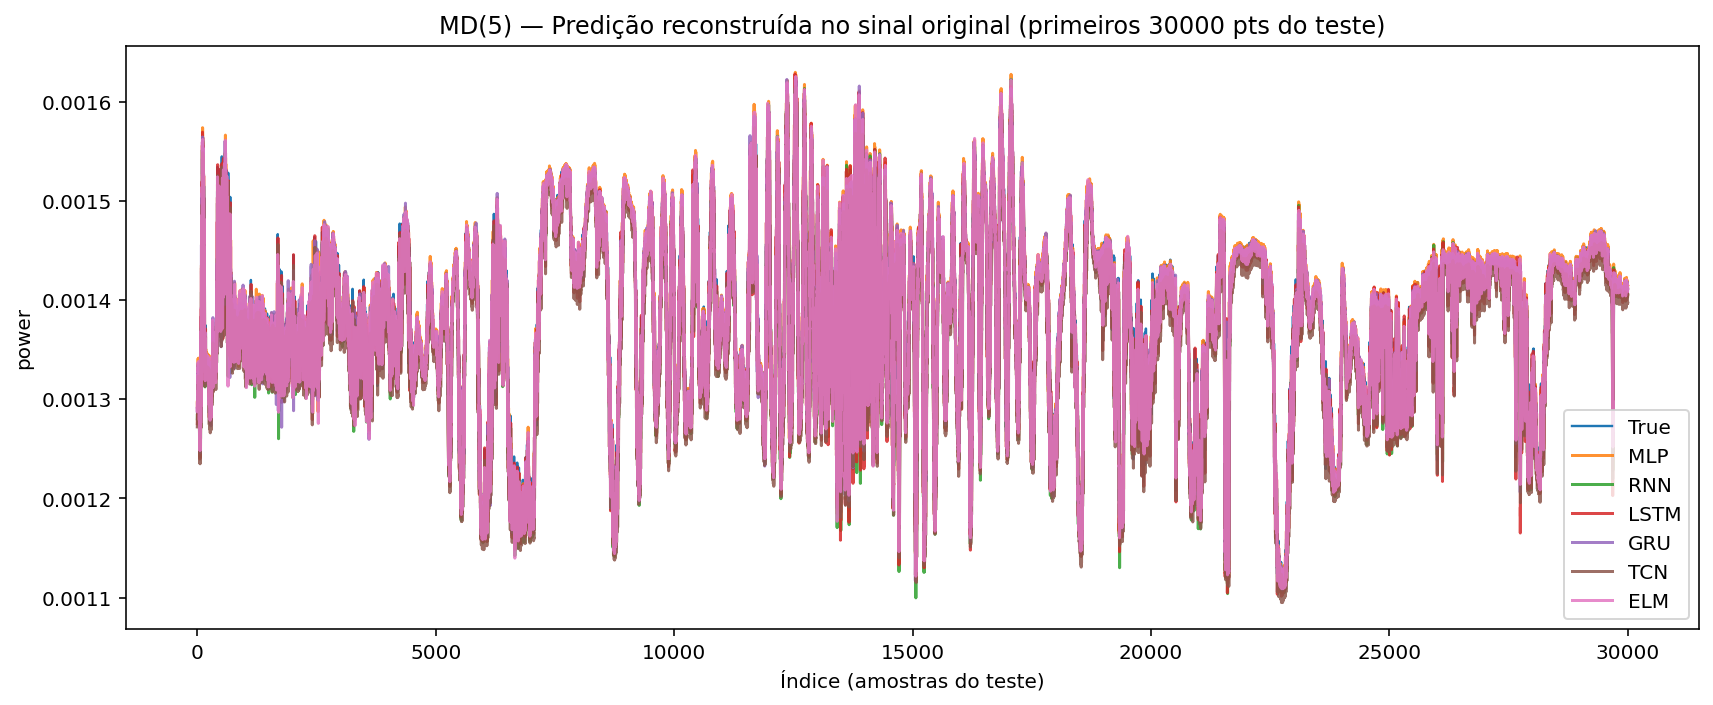 MD(5) — Predição reconstruída no sinal original (primeiros 30000 pts do teste)
power
0.0016
0.0015
0.0014
0.0013
0.0012
0.0011
True
MLP
RNN
LSTM
GRU
TCN
ELM
0 5000 10000 15000 20000 25000 30000
Índice (amostras do teste)